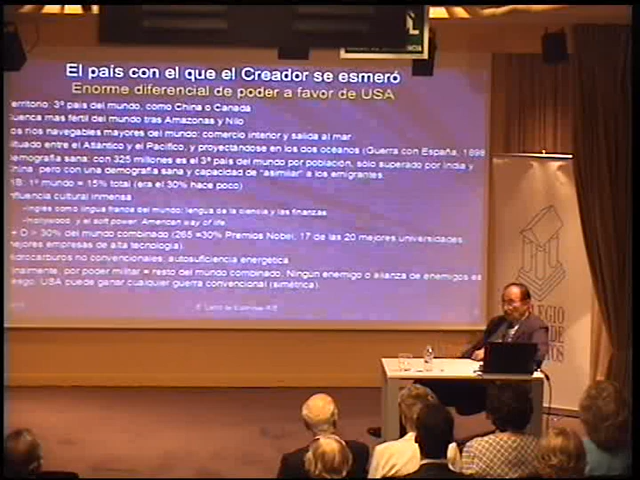 El país con el que el Creador se esmeró
Enorme diferencial de poder a favor de USA
erritorio: 3º país del mundo, como China o Canadá
uenca mas fértil del mundo tras Amazonas y Nilo
os ríos navegables mayores del mundo: comercio interior y salida al mar
ituado entre el Atlántico y el Pacífico, y proyectándose en los dos océanos (Guerra con España, 1898
emografía sana: con 325 millones es el 3º país del mundo por población, sólo superado por India y
hina pero con una demografía sana y capacidad de "asimilar" a los emigrantes.
IB: 1º mundo = 15% total (era el 30% hace poco)
nfluencia cultural inmensa
-Inglés como lingua franca del mundo: lengua de la ciencia y las finanzas
-Hollywood y el soft power. American way of life
+ D > 30% del mundo combinado (265 =30% Premios Nobel; 17 de las 20 mejores universidades,
ejores empresas de alta tecnología).
idrocarburos no convencionales: autosuficiencia energética
inalmente, por poder militar = resto del mundo combinado. Ningún enemigo o alianza de enemigos es
esgo. USA puede ganar cualquier guerra convencional (simétrica).
LEGIO
DE
TOS